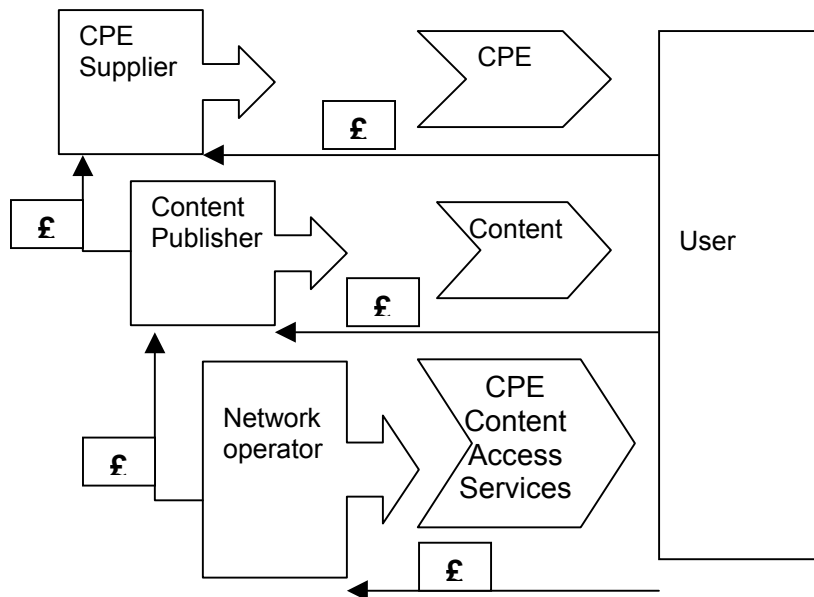 CPE
Supplier
CPE
£
£
Content
Publisher
Content
User
£
Network
operator
CPE
Content
Access
Services
£
£